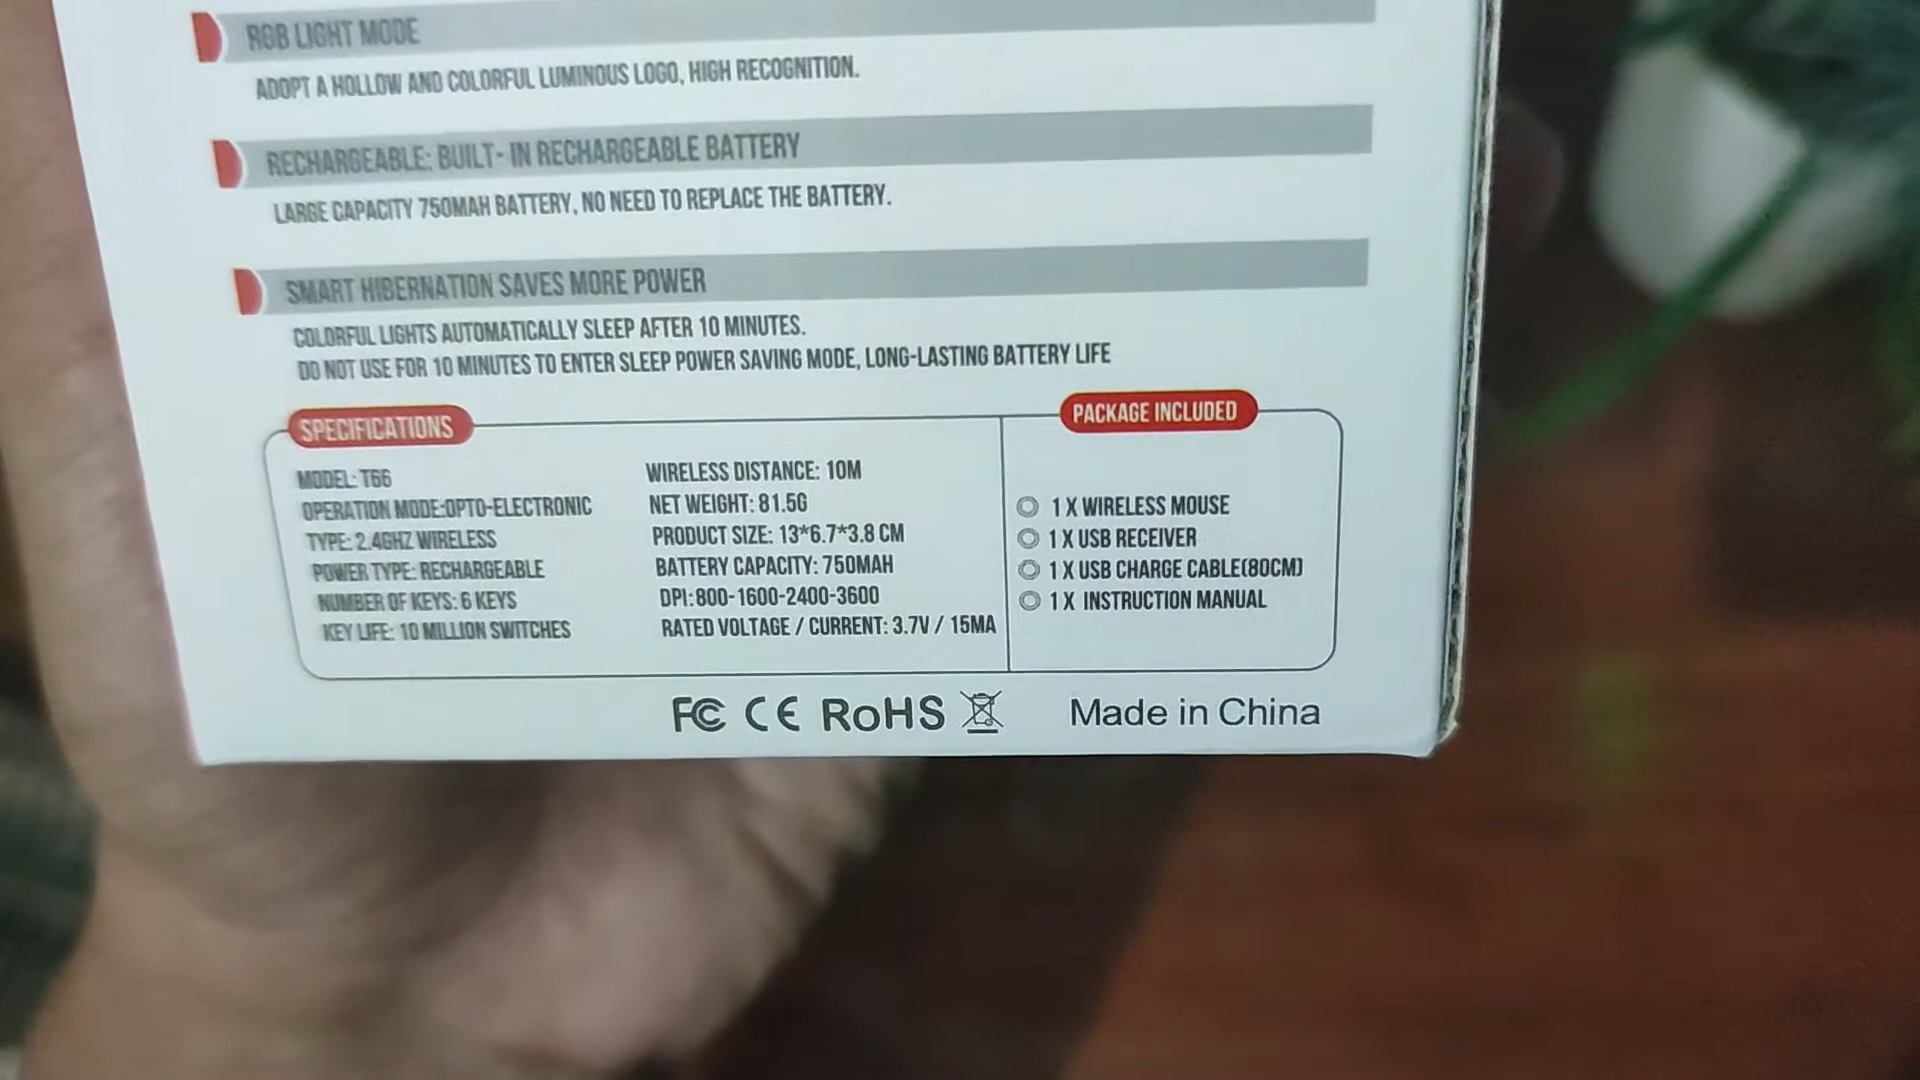 RGB LIGHT MODE
ADOPT A HOLLOW AND COLORFUL LUMINOUS LOGO, HIGH RECOGNITION.
RECHARGEABLE: BUILT- IN RECHARGEABLE BATTERY
LARGE CAPACITY 750MAH BATTERY, NO NEED TO REPLACE THE BATTERY.
SMART HIBERNATION SAVES MORE POWER
COLORFUL LIGHTS AUTOMATICALLY SLEEP AFTER 10 MINUTES.
DO NOT USE FOR 10 MINUTES TO ENTER SLEEP POWER SAVING MODE, LONG-LASTING BATTERY LIFE
SPECIFICATIONS
MODEL: T66
OPERATION MODE:OPTO-ELECTRONIC
TYPE: 2.4GHZ WIRELESS
POWER TYPE: RECHARGEABLE
NUMBER OF KEYS: 6 KEYS
KEY LIFE: 10 MILLION SWITCHES
WIRELESS DISTANCE: 10M
NET WEIGHT: 81.5G
PRODUCT SIZE: 13*6.7*3.8 CM
BATTERY CAPACITY: 750MAH
DPI:800-1600-2400-3600
RATED VOLTAGE / CURRENT: 3.7V / 15MA
PACKAGE INCLUDED
1 X WIRELESS MOUSE
1 X USB RECEIVER
1 X USB CHARGE CABLE(80CM)
1 X INSTRUCTION MANUAL
FC CE RoHS Made in China